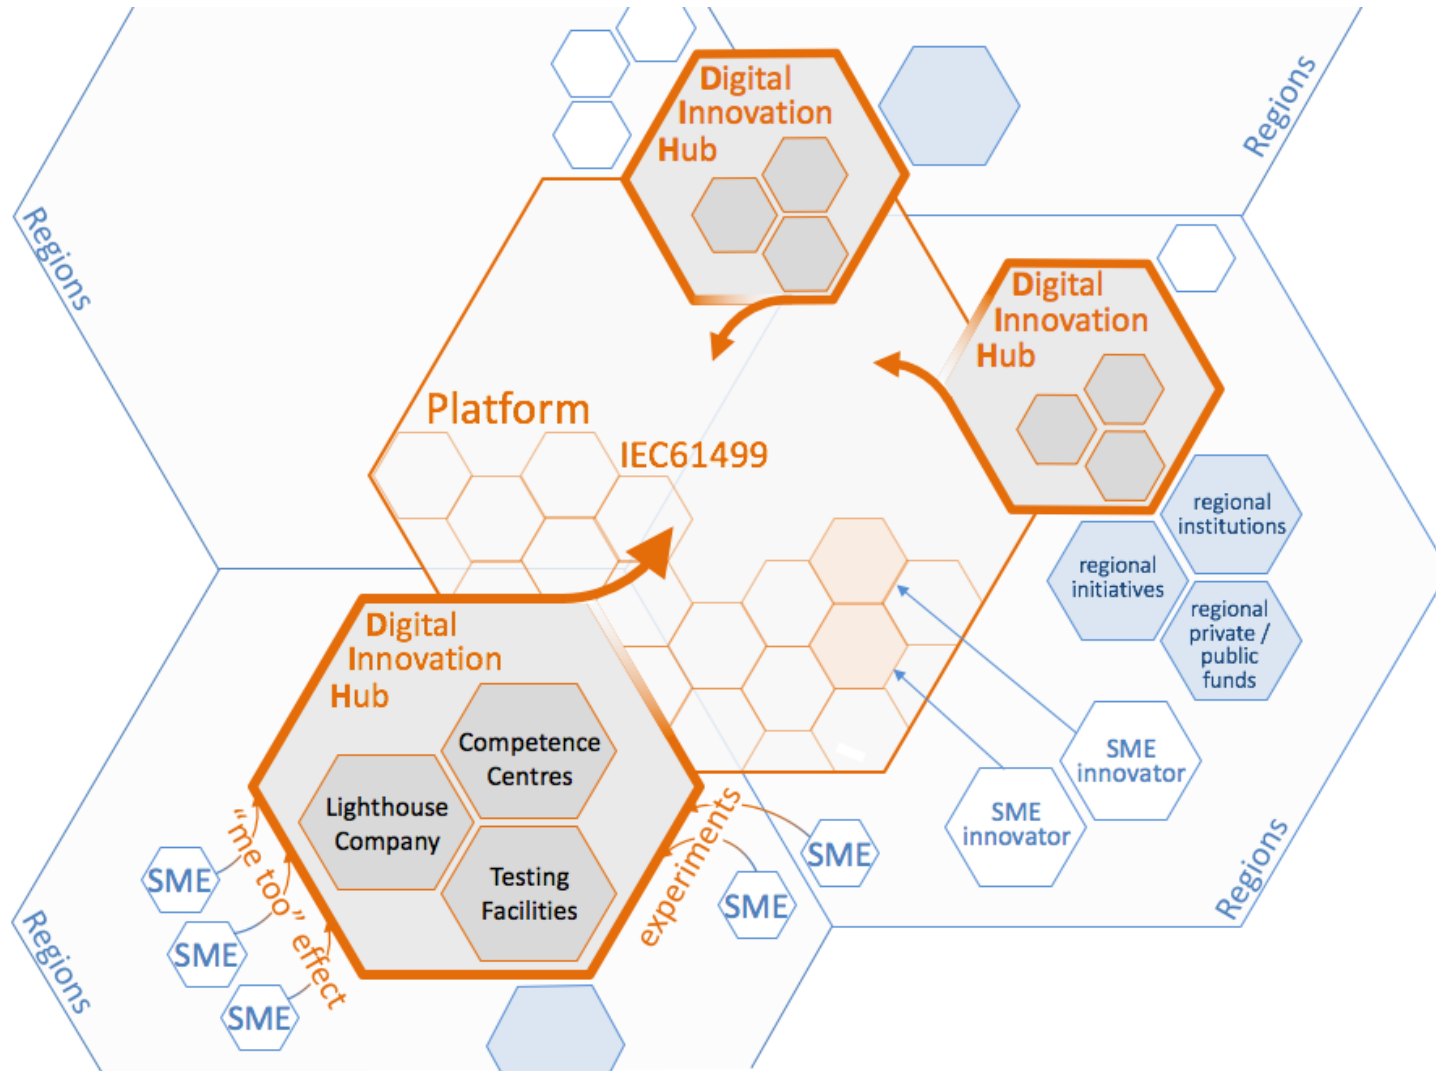 Digital
Innovation
Hub
Regions
Regions
Digital
Innovation
Hub
Platform
IEC61499
regional
institutions
regional
initiatives
regional
private /
public
funds
Digital
Innovation
Hub
Competence
Centres
Lighthouse
Company
Testing
Facilities
SME
innovator
SME
innovator
"me too" effect
experiments
SME
SME
SME
SME
SME
Regions
Regions